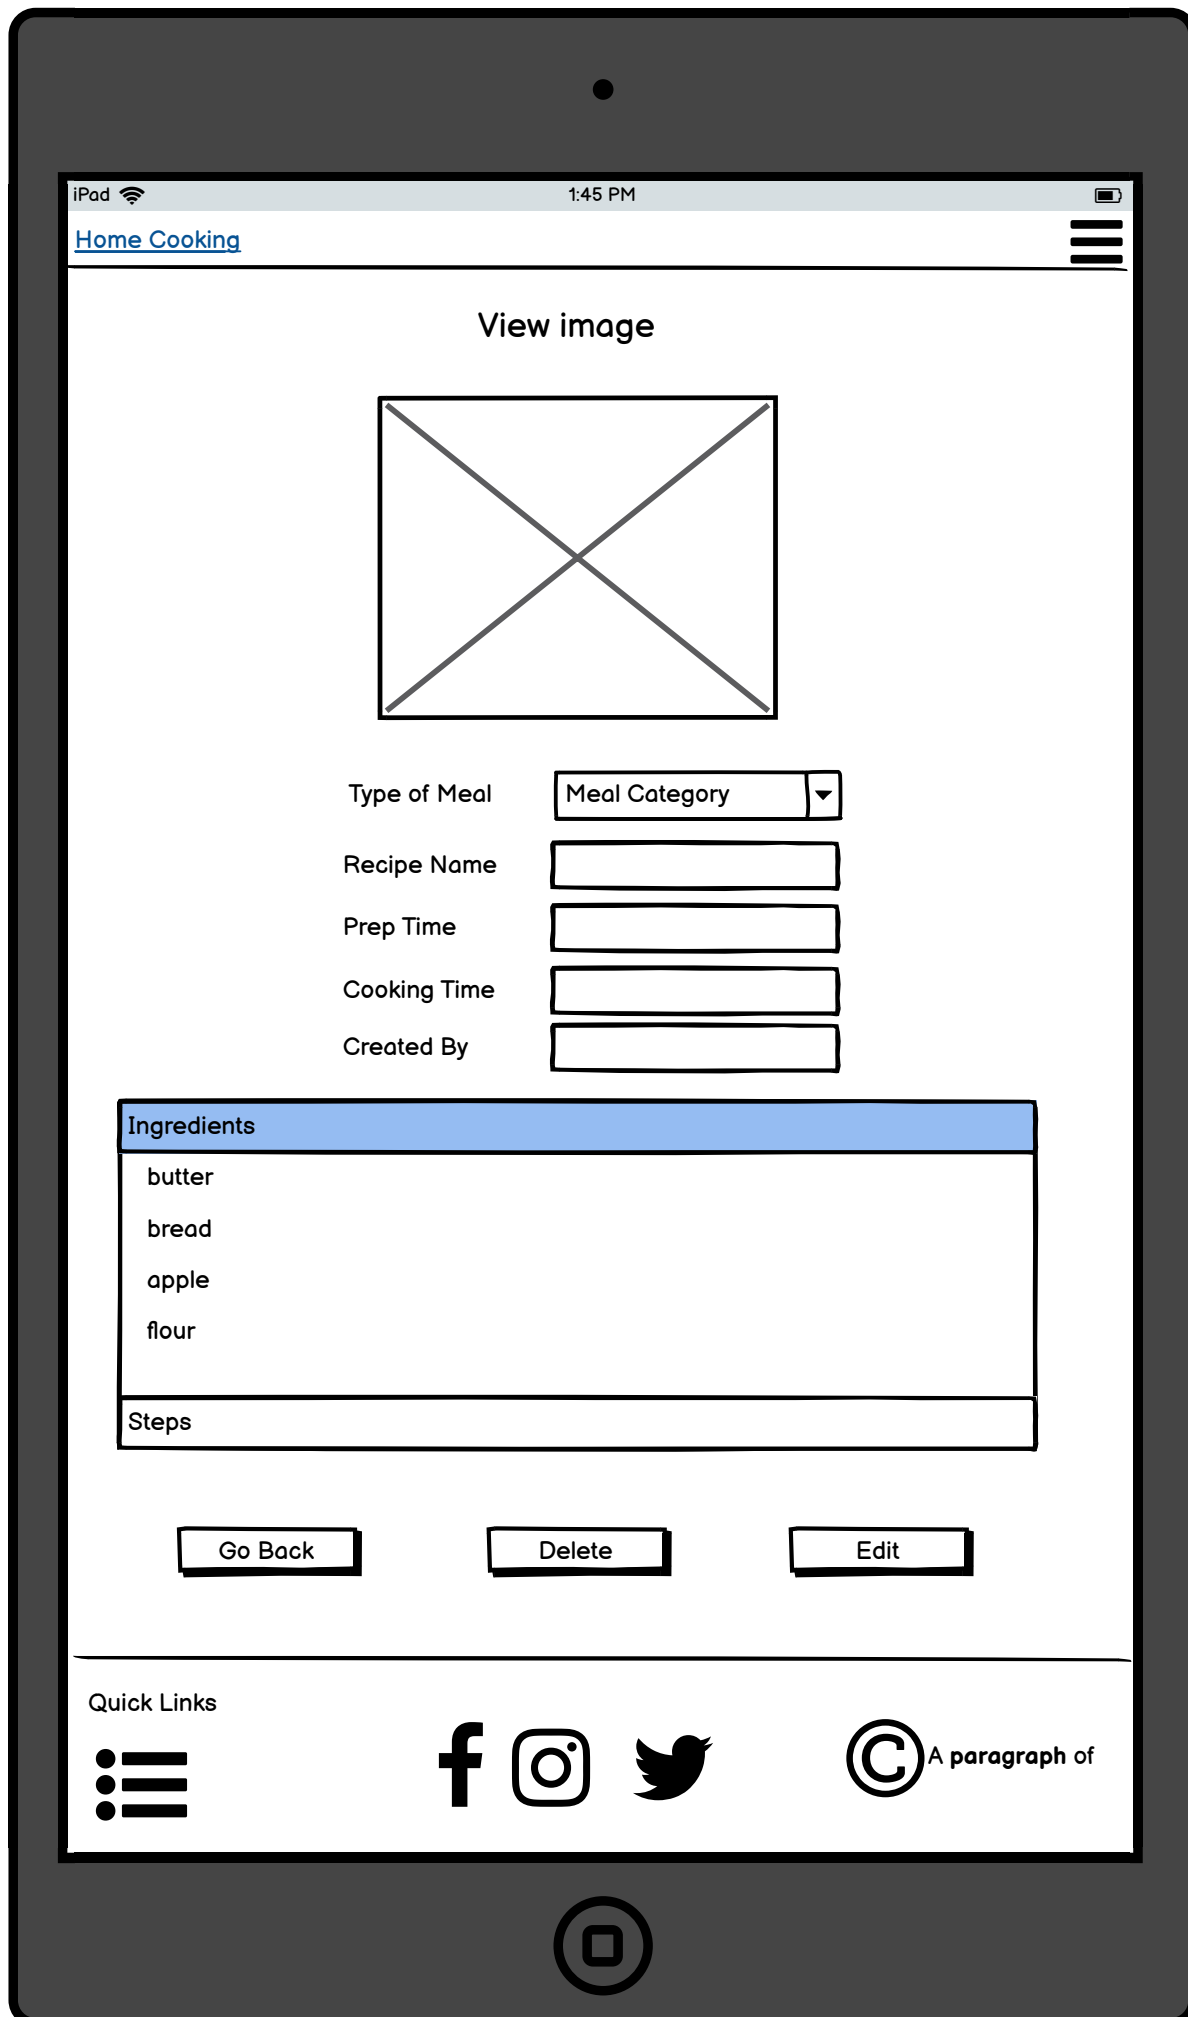 iPad
1:45 PM
Home Cooking
View image
Type of Meal
Meal Category
Recipe Name
Prep Time
Cooking Time
Created By
Ingredients
butter
bread
apple
flour
Steps
Go Back
Delete
Edit
Quick Links
© A paragraph of